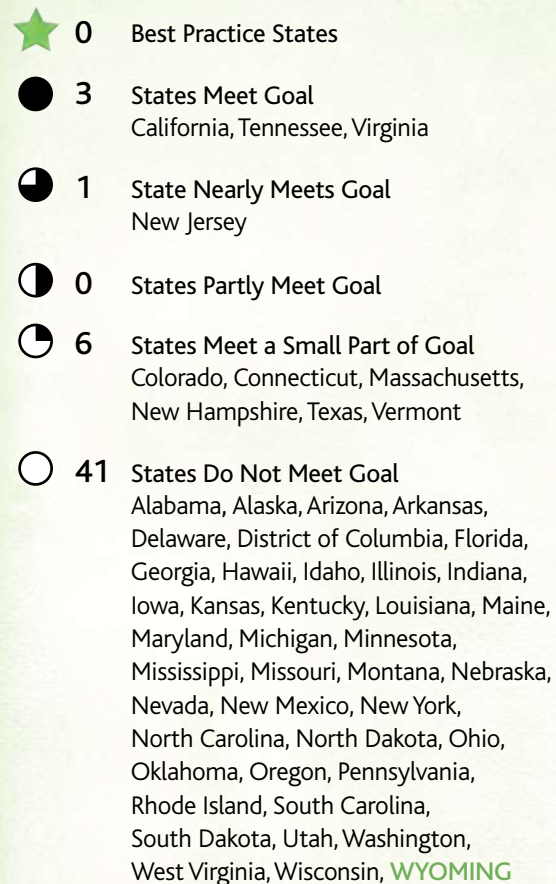 0 Best Practice States
3 States Meet Goal
California, Tennessee, Virginia
1 State Nearly Meets Goal
New Jersey
0 States Partly Meet Goal
6 States Meet a Small Part of Goal
Colorado, Connecticut, Massachusetts,
New Hampshire, Texas, Vermont
41 States Do Not Meet Goal
Alabama, Alaska, Arizona, Arkansas,
Delaware, District of Columbia, Florida,
Georgia, Hawaii, Idaho, Illinois, Indiana,
Iowa, Kansas, Kentucky, Louisiana, Maine,
Maryland, Michigan, Minnesota,
Mississippi, Missouri, Montana, Nebraska,
Nevada, New Mexico, New York,
North Carolina, North Dakota, Ohio,
Oklahoma, Oregon, Pennsylvania,
Rhode Island, South Carolina,
South Dakota, Utah, Washington,
West Virginia, Wisconsin, WYOMING